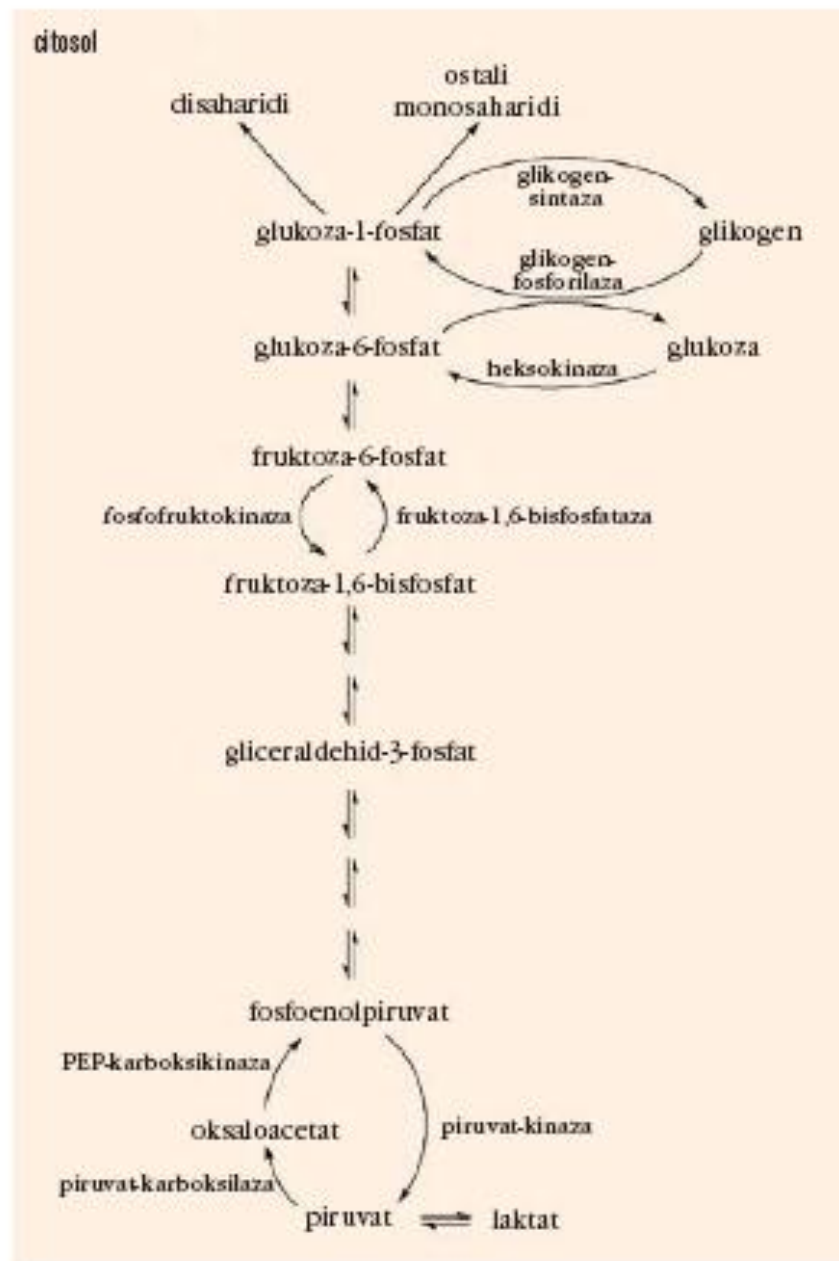 citosol
disaharidi
ostali
monosaharidi
glikogen-
sintaza
glukoza-1-fosfat
glikogen
glikogen-
fosforilaza
glukoza-6-fosfat
glukoza
heksokinaza
fruktoza-6-fosfat
fosfofruktokinaza
fruktoza-1,6-bisfosfataza
fruktoza-1,6-bisfosfat
gliceraldehid-3-fosfat
fosfoenolpiruvat
PEP-karboksikinaza
oksaloacetat
piruvat-kinaza
piruvat-karboksilaza
piruvat
laktat